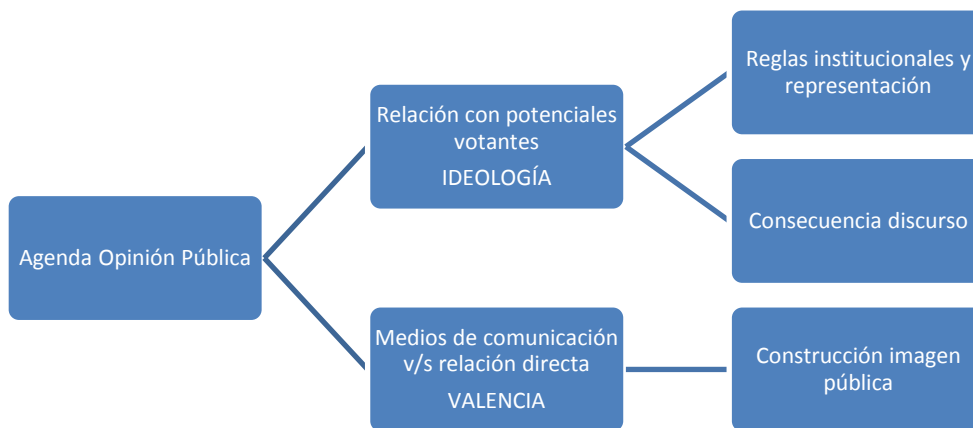 Agenda Opinión Pública
Relación con potenciales
votantes
IDEOLOGÍA
Reglas institucionales y
representación
Consecuencia discurso
Medios de comunicación
v/s relación directa
VALENCIA
Construcción imagen
pública